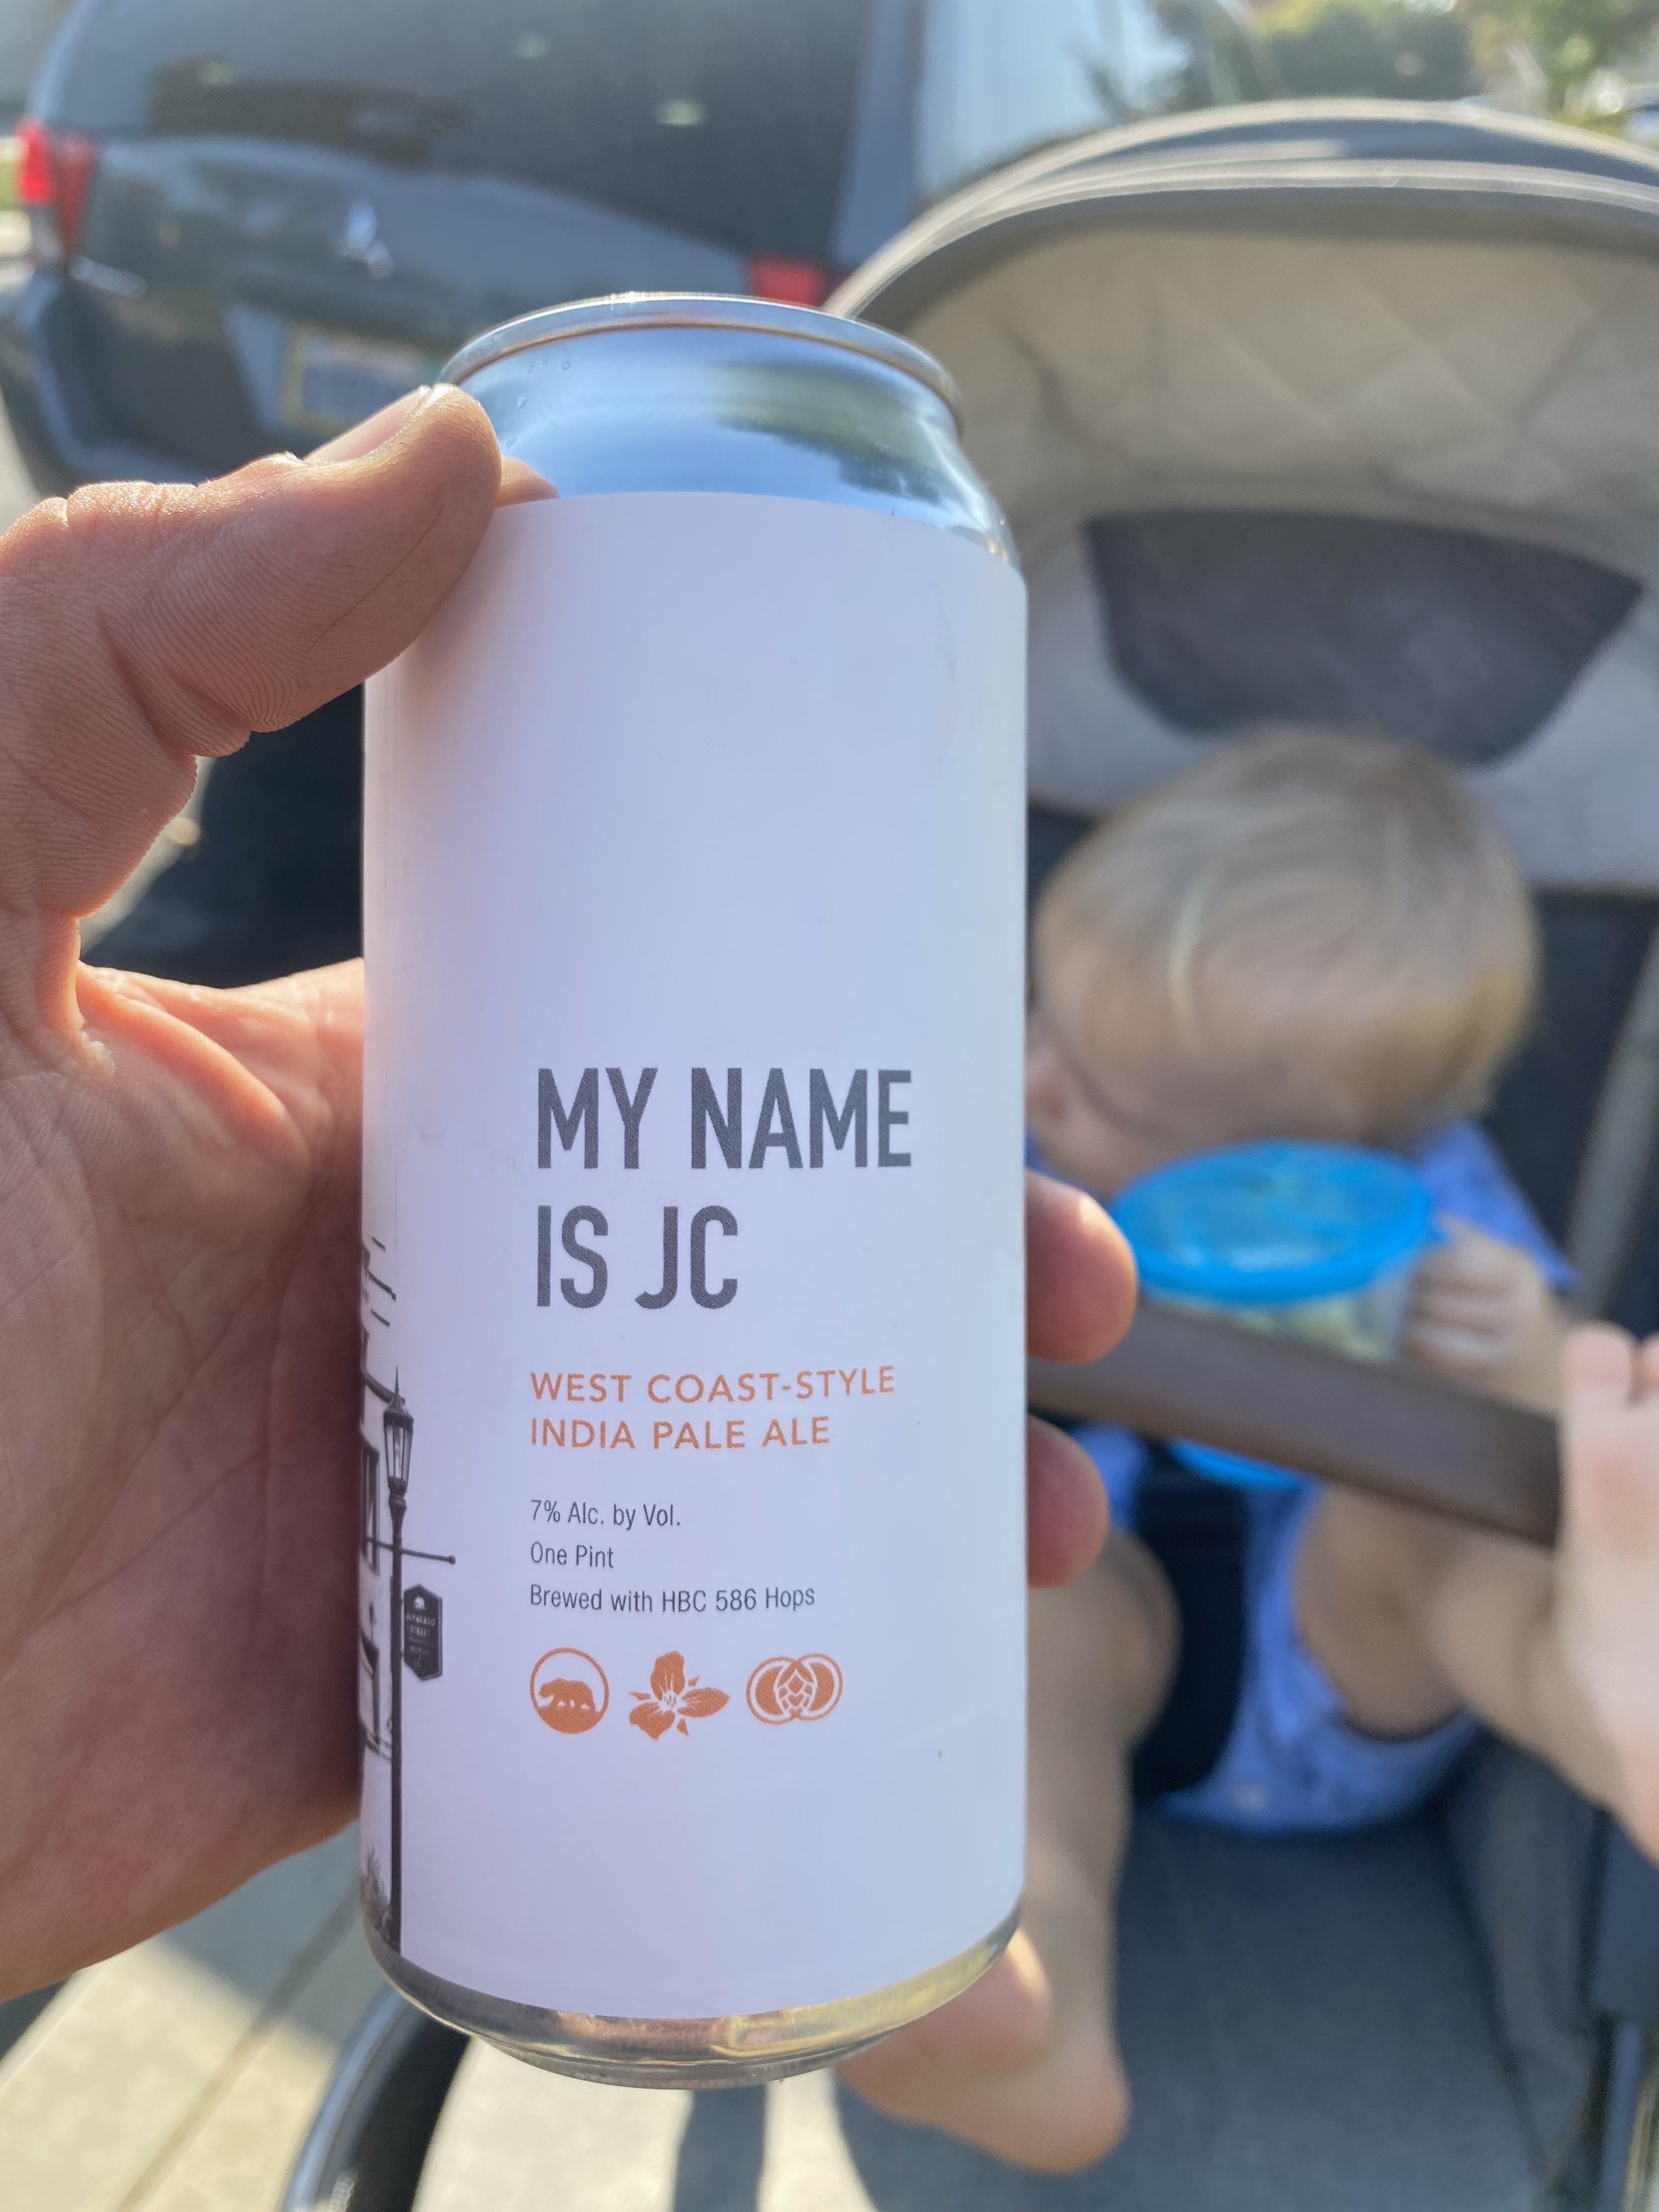 MY NAME
IS JC
WEST COAST-STYLE
INDIA PALE ALE
7% Alc. by Vol.
One Pint
Brewed with HBC 586 Hops